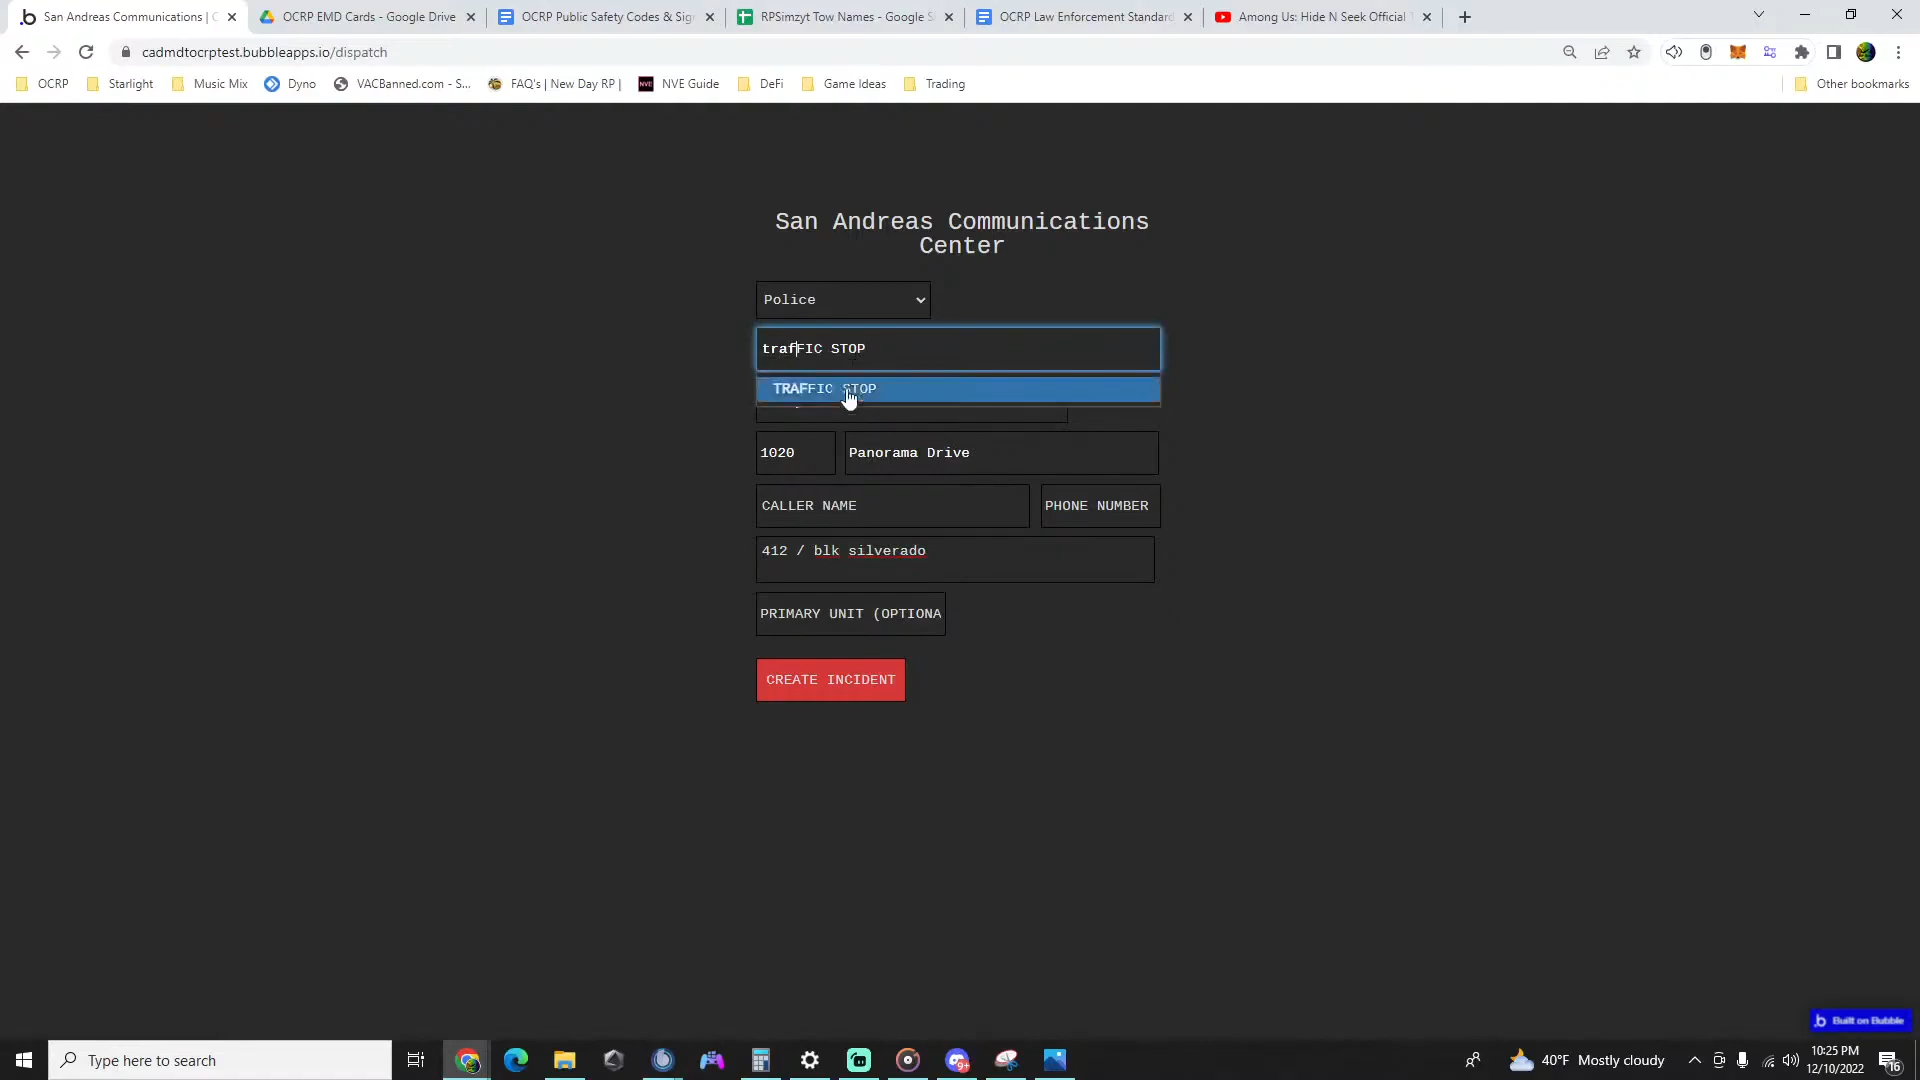 San Andreas Communications | C
OCRP EMD Cards - Google Drive
OCRP Public Safety Codes & Sig
RPSimzyt Tow Names - Google S
OCRP Law Enforcement Standard
Among Us: Hide N Seek Official T
cadmdtocrptest.bubbleapps.io/dispatch
OCRP
Starlight
Music Mix
Dyno
VACBanned.com - S...
FAQ's | New Day RP |
NVE
NVE Guide
DeFi
Game Ideas
Trading
Other bookmarks
San Andreas Communications
Center
Police
trafFIC STOP
TRAFFIC STOP
1020
Panorama Drive
CALLER NAME
PHONE NUMBER
412 / blk silverado
PRIMARY UNIT (OPTIONA
CREATE INCIDENT
Built on Bubble
Type here to search
9+
40°F Mostly cloudy
10:25 PM
12/10/2022
16